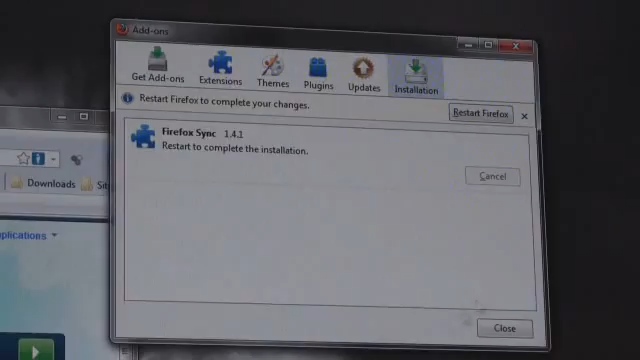 Add-ons
Get Add-ons
Extensions
Themes
Plugins
Updates
Installation
Restart Firefox to complete your changes.
Restart Firefox
Firefox Sync 1.4.1
Restart to complete the installation.
Cancel
Close
Downloads
plications